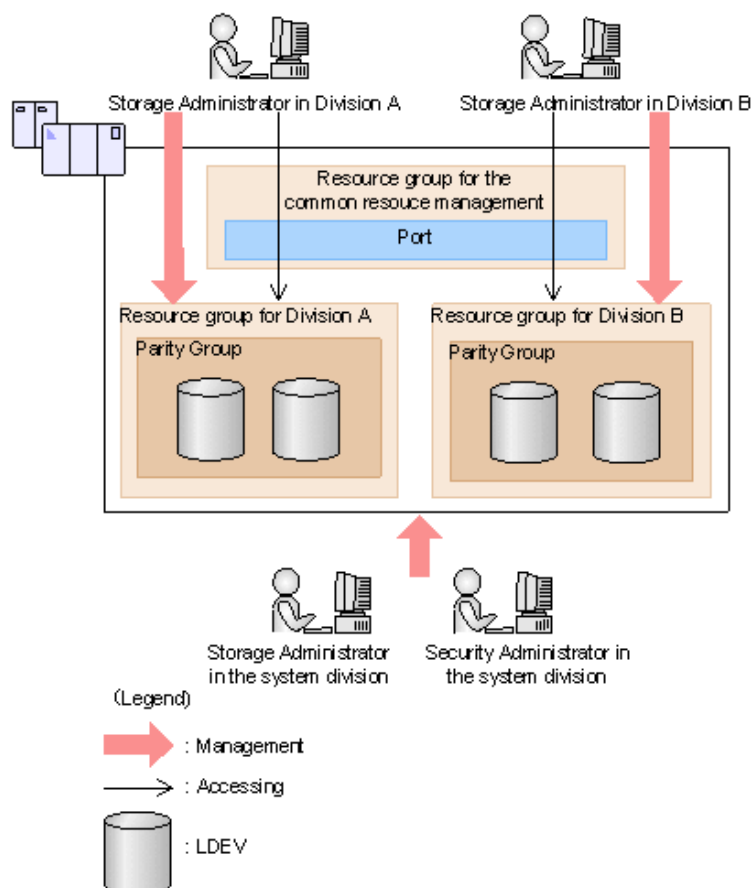 Storage Administrator in Division A
Storage Administrator in Division B
Resource group for the
common resouce management
Port
Resource group for Division A
Resource group for Division B
Parity Group
Parity Group
Storage Administrator
in the system division
Security Administrator in
the system division
(Legend)
: Management
: Accessing
: LDEV